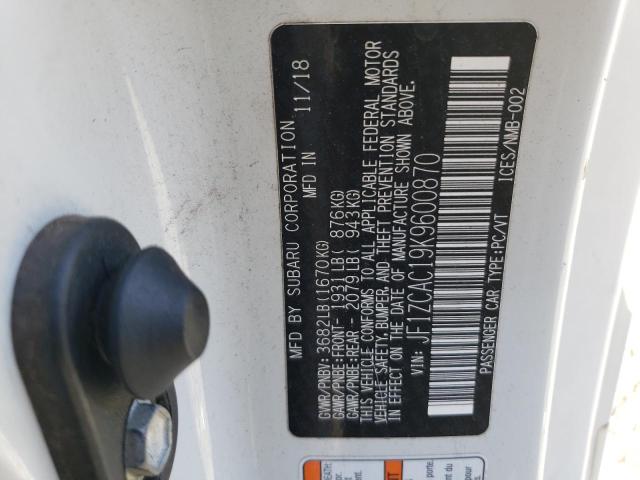 MFD BY SUBARU CORPORATION 11/18
MFD IN
GVWR/PNBV: 3682LB(1670KG)
GAWR/PNBE:FRONT- 1931LB( 876KG)
GAWR/PNBE:REAR - 2079LB( 943KG)
THIS VEHICLE CONFORMS TO ALL APPLICABLE FEDERAL MOTOR
VEHICLE SAFETY, BUMPER, AND THEFT PREVENTION STANDARDS
IN EFFECT ON THE DATE OF MANUFACTURE SHOWN ABOVE.
JF1ZCAC19K9600870
PASSENGER CAR TYPE:PC/VT ICES/NMB-002
porte.